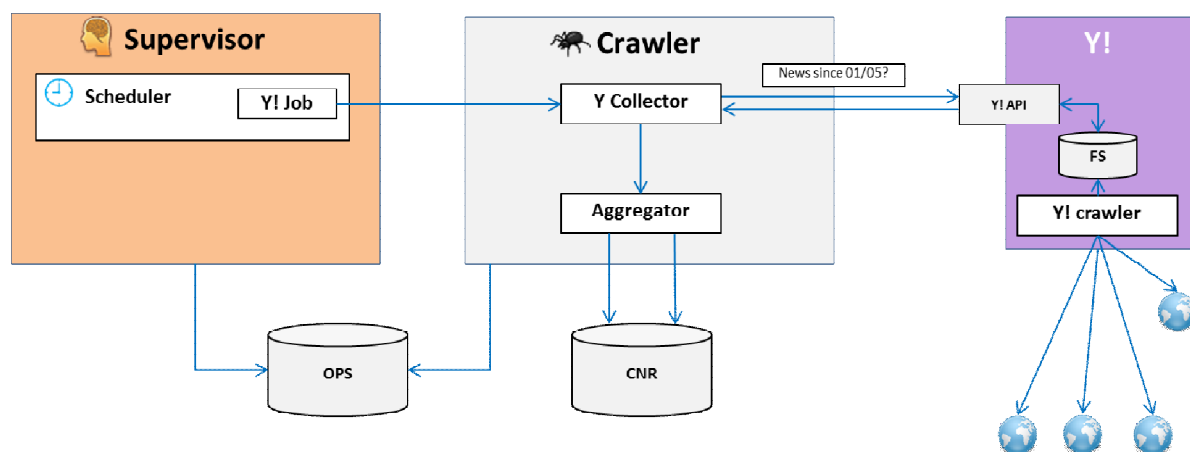 Supervisor
Scheduler
Y! Job
Crawler
Y Collector
Aggregator
News since 01/05?
Y!
Y! API
FS
Y! crawler
OPS
CNR